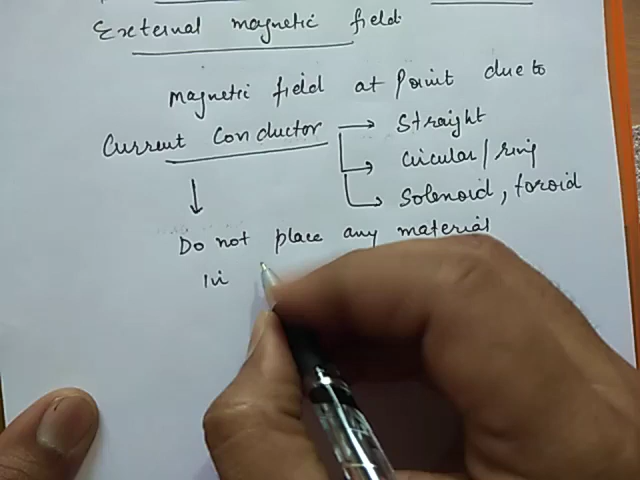 External magnetic field
Magnetic field at point due to
Current Conductor → Straight
→ Circular/ring
→ Solenoid, toroid
Do not place any material
in